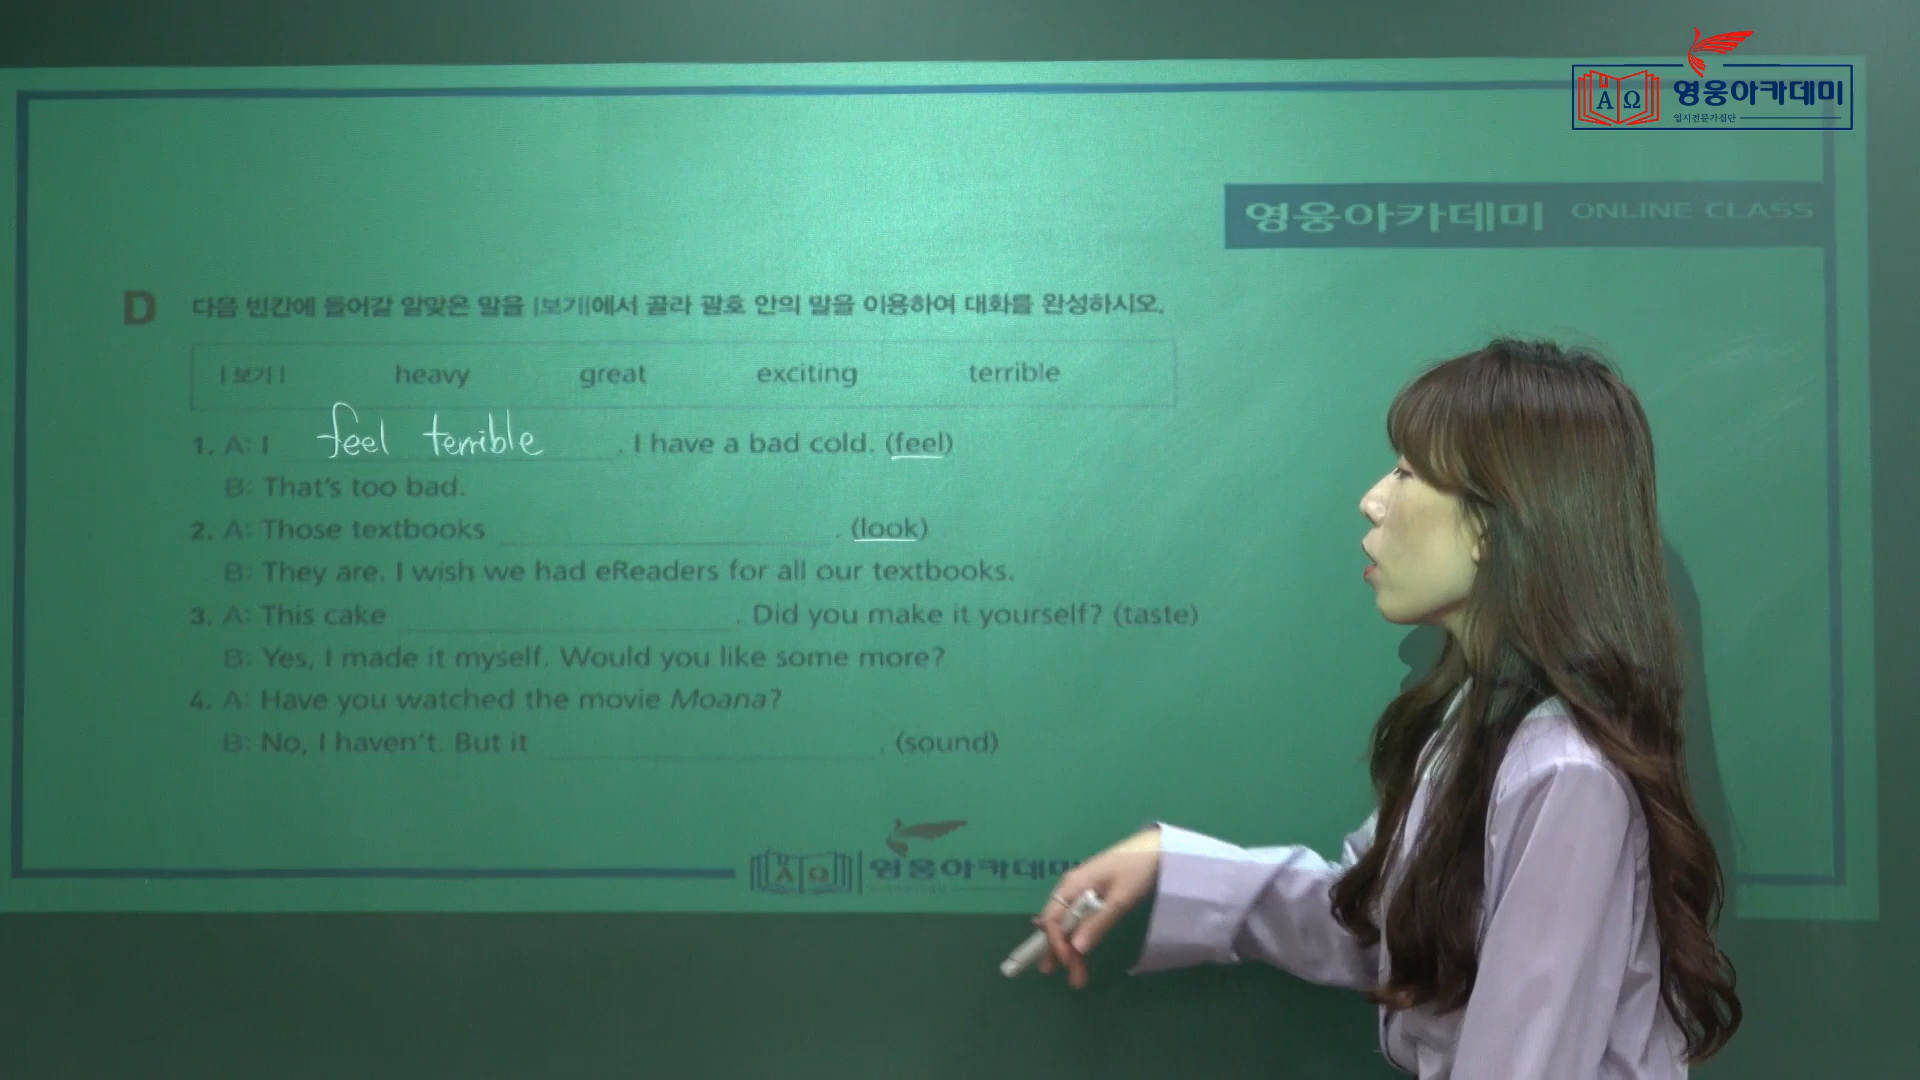 영웅아카데미
입시전문가집단
영웅아카데미 ONLINE CLASS
D 다음 빈칸에 들어갈 알맞은 말을 |보기|에서 골라 괄호 안의 말을 이용하여 대화를 완성하시오.
|보기| heavy great exciting terrible
1. A: I feel terrible . I have a bad cold. (feel)
B: That's too bad.
2. A: Those textbooks . (look)
B: They are. I wish we had eReaders for all our textbooks.
3. A: This cake . Did you make it yourself? (taste)
B: Yes, I made it myself. Would you like some more?
4. A: Have you watched the movie Moana?
B: No, I haven't. But it . (sound)
A Ω 영웅아카데미